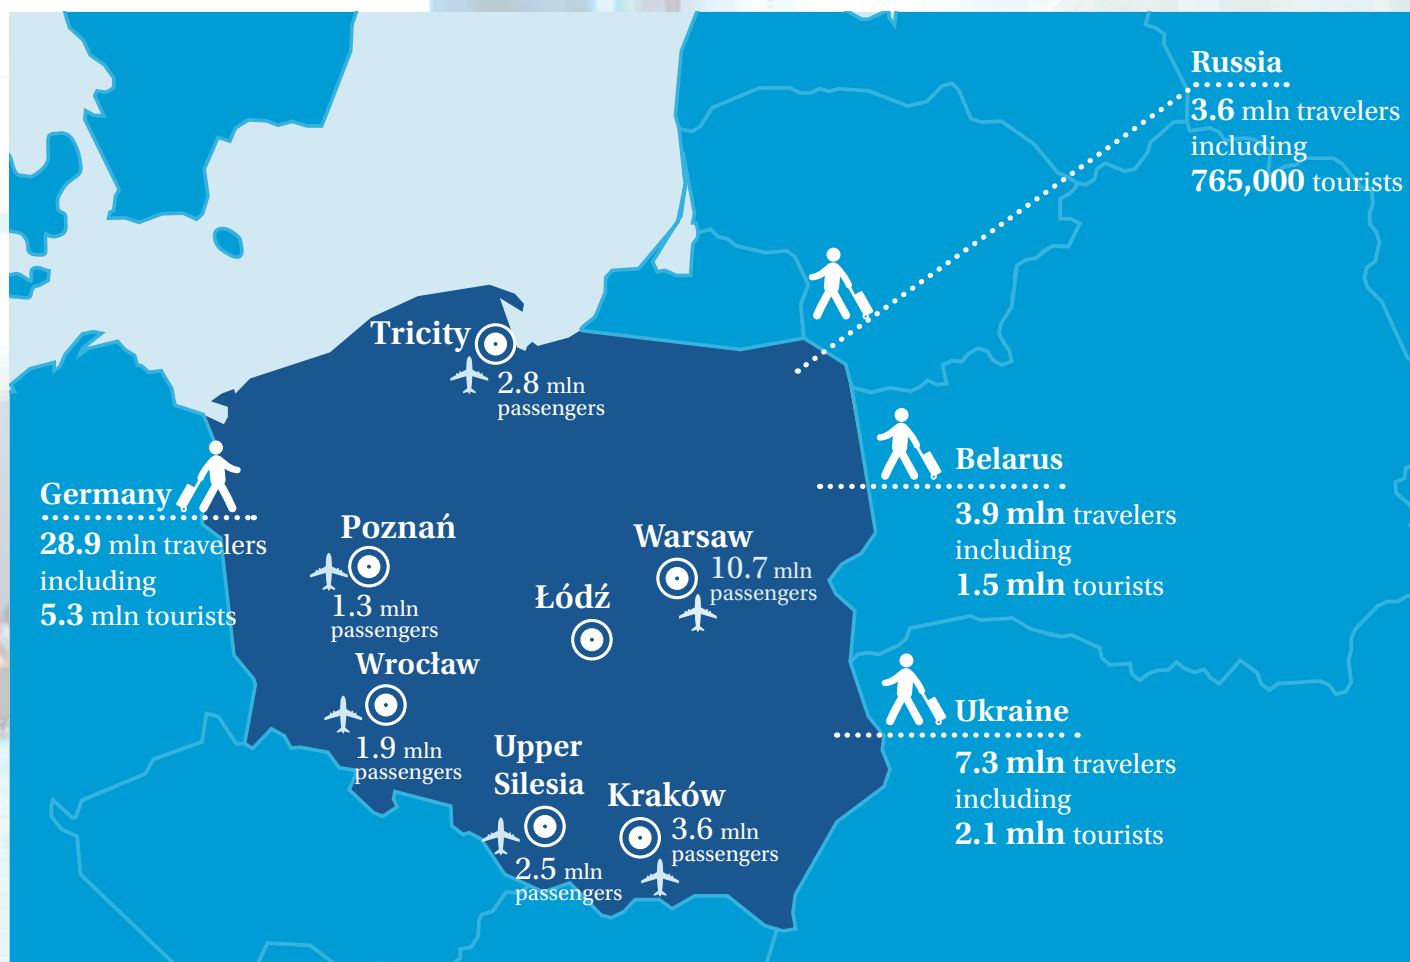 Russia
3.6 mln travelers
including
765,000 tourists
Tricity
2.8 mln
passengers
Germany
28.9 mln travelers
including
5.3 mln tourists
Belarus
3.9 mln travelers
including
1.5 mln tourists
Poznań
1.3 mln
passengers
Warsaw
10.7 mln
passengers
Łódź
Wrocław
1.9 mln
passengers
Ukraine
7.3 mln travelers
including
2.1 mln tourists
Upper
Silesia
2.5 mln
passengers
Kraków
3.6 mln
passengers